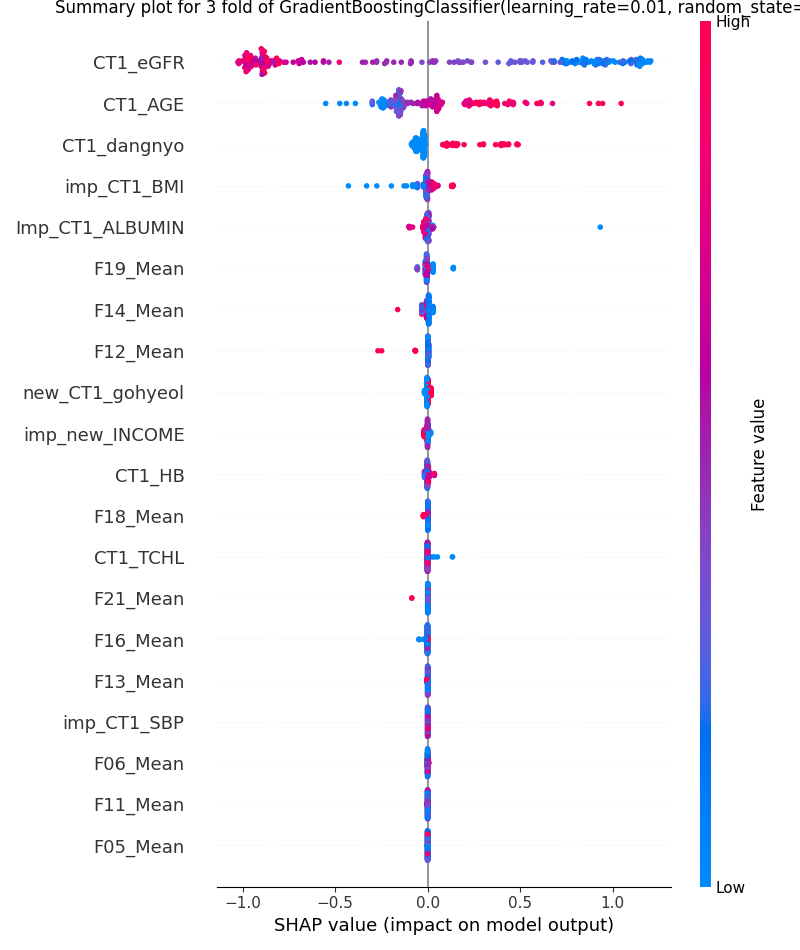 Summary plot for 3 fold of GradientBoostingClassifier(learning_rate=0.01, random_state=
High
CT1_eGFR
CT1_AGE
CT1_dangnyo
imp_CT1_BMI
Imp_CT1_ALBUMIN
F19_Mean
F14_Mean
F12_Mean
new_CT1_gohyeol
imp_new_INCOME
CT1_HB
F18_Mean
CT1_TCHL
F21_Mean
F16_Mean
F13_Mean
imp_CT1_SBP
F06_Mean
F11_Mean
F05_Mean
Feature value
Low
−1.0 −0.5 0.0 0.5 1.0
SHAP value (impact on model output)